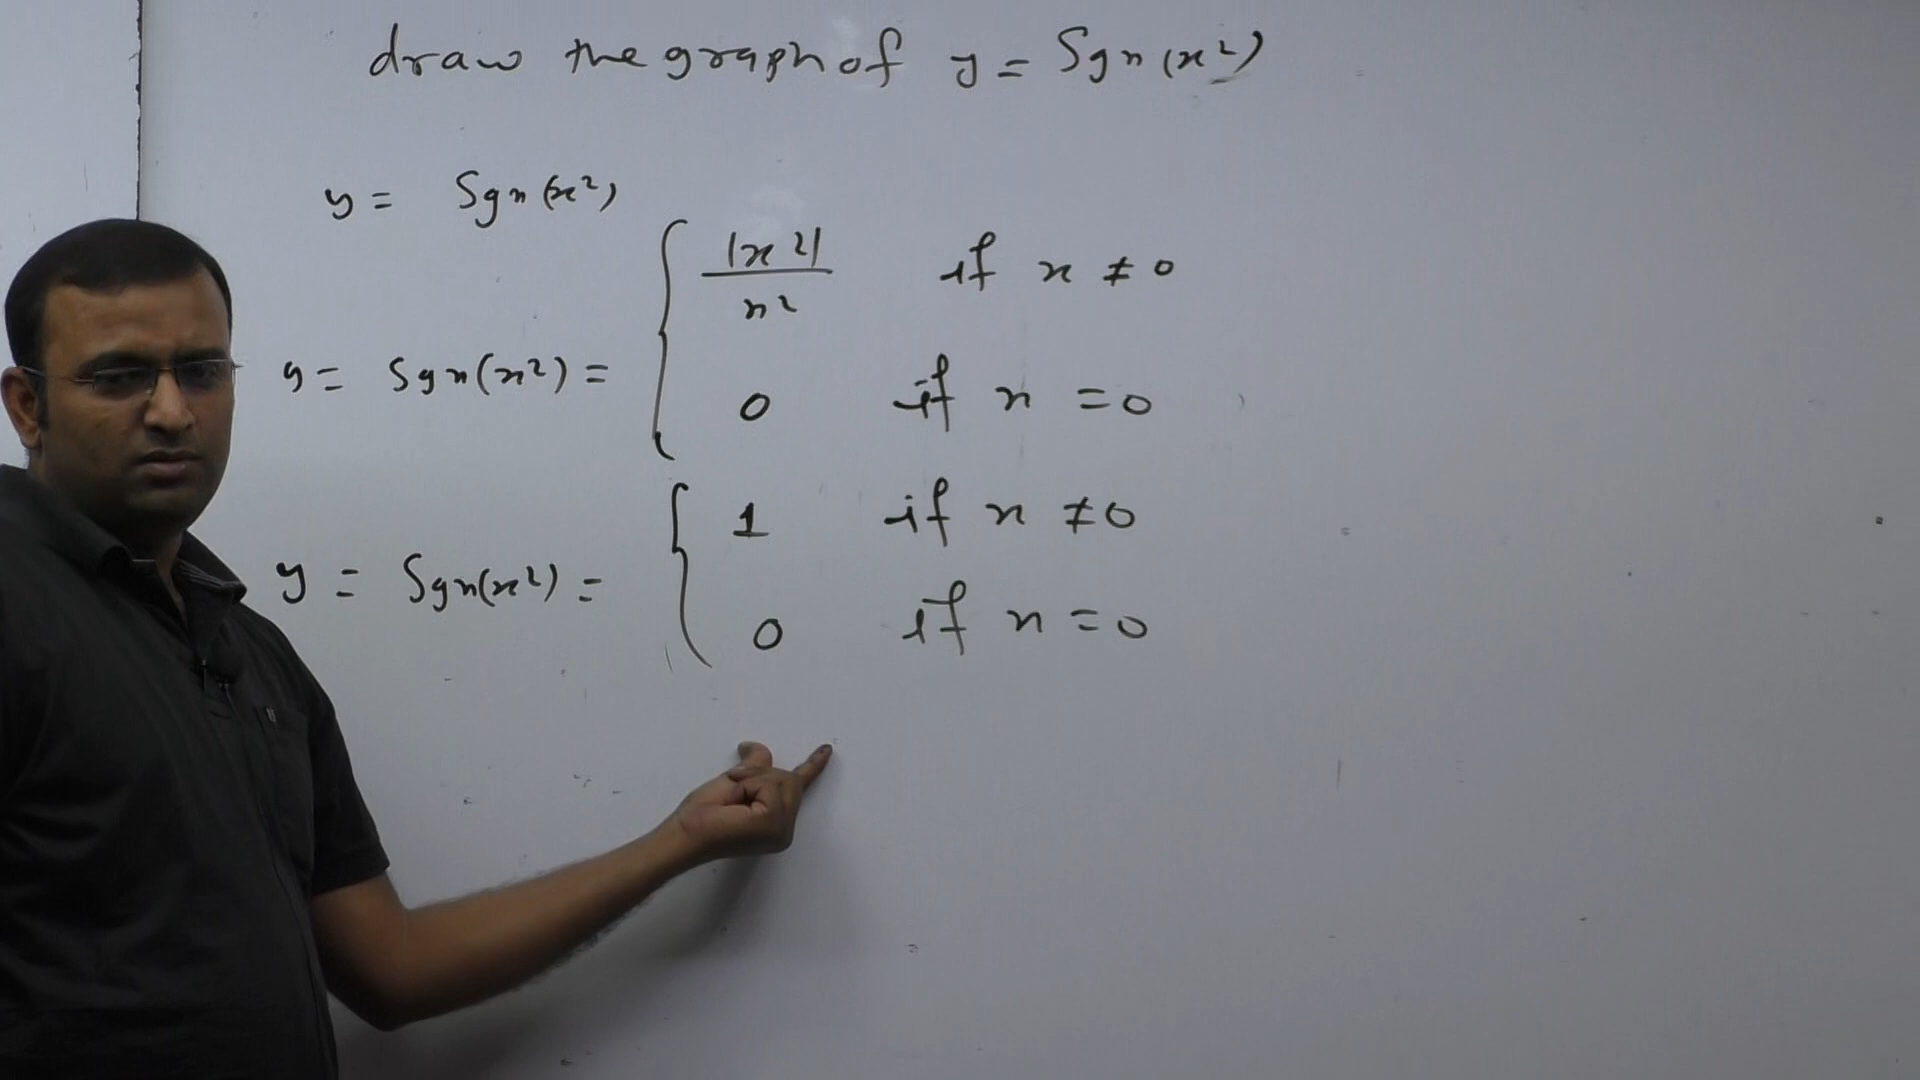 draw the graph of y = Sgn(x²)
y = Sgn(x²)
y = Sgn(x²) = { |x²| / x² if x ≠ 0
0 if x = 0
y = Sgn(x²) = { 1 if x ≠ 0
0 if x = 0